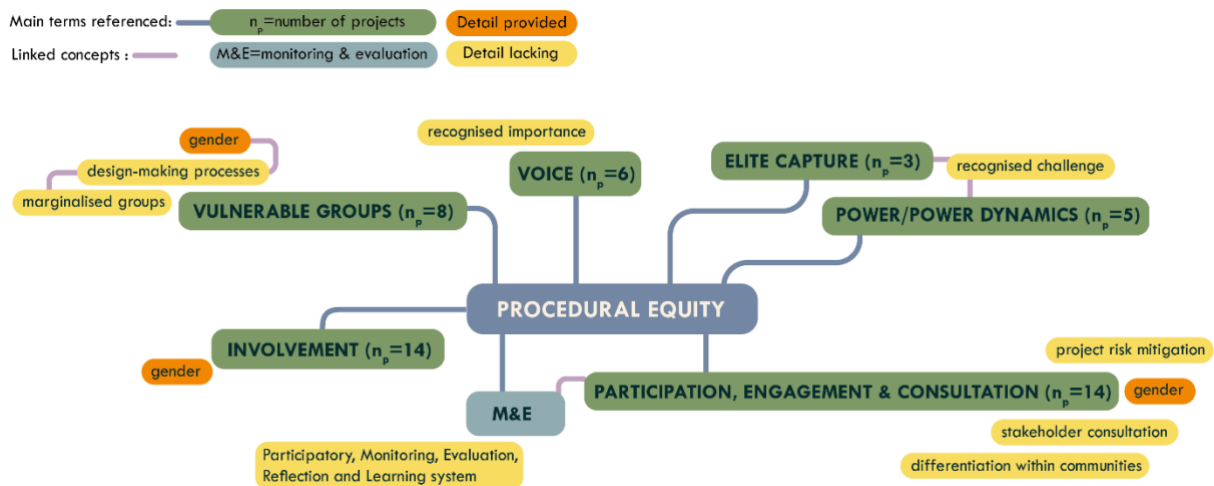 Main terms referenced:
nₚ=number of projects
Detail provided
Linked concepts :
M&E=monitoring & evaluation
Detail lacking
gender
design-making processes
marginalised groups
VULNERABLE GROUPS (nₚ=8)
recognised importance
VOICE (nₚ=6)
ELITE CAPTURE (nₚ=3)
recognised challenge
POWER/POWER DYNAMICS (nₚ=5)
PROCEDURAL EQUITY
INVOLVEMENT (nₚ=14)
gender
M&E
Participatory, Monitoring, Evaluation,
Reflection and Learning system
project risk mitigation
PARTICIPATION, ENGAGEMENT & CONSULTATION (nₚ=14)
gender
stakeholder consultation
differentiation within communities